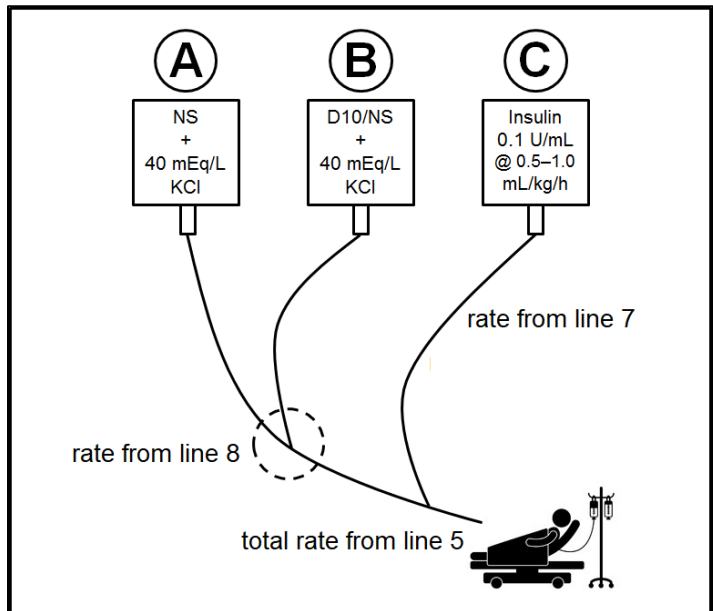 A
B
C
NS
+
40 mEq/L
KCl
D10/NS
+
40 mEq/L
KCl
Insulin
0.1 U/mL
@ 0.5–1.0
mL/kg/h
rate from line 7
rate from line 8
total rate from line 5